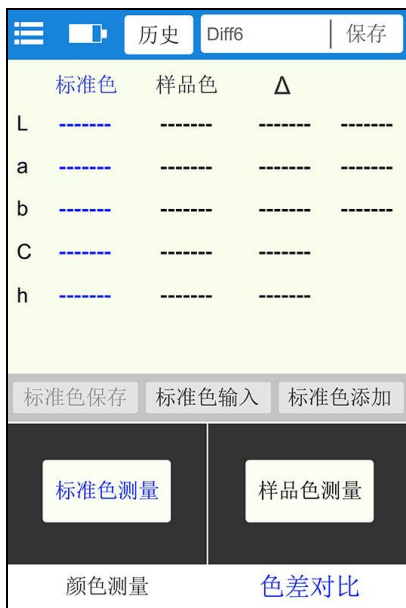 历史 Diff6 保存
标准色 样品色 Δ
L ------- ------- ------- -------
a ------- ------- ------- -------
b ------- ------- ------- -------
C ------- ------- -------
h ------- ------- -------
标准色保存 标准色输入 标准色添加
标准色测量 样品色测量
颜色测量 色差对比